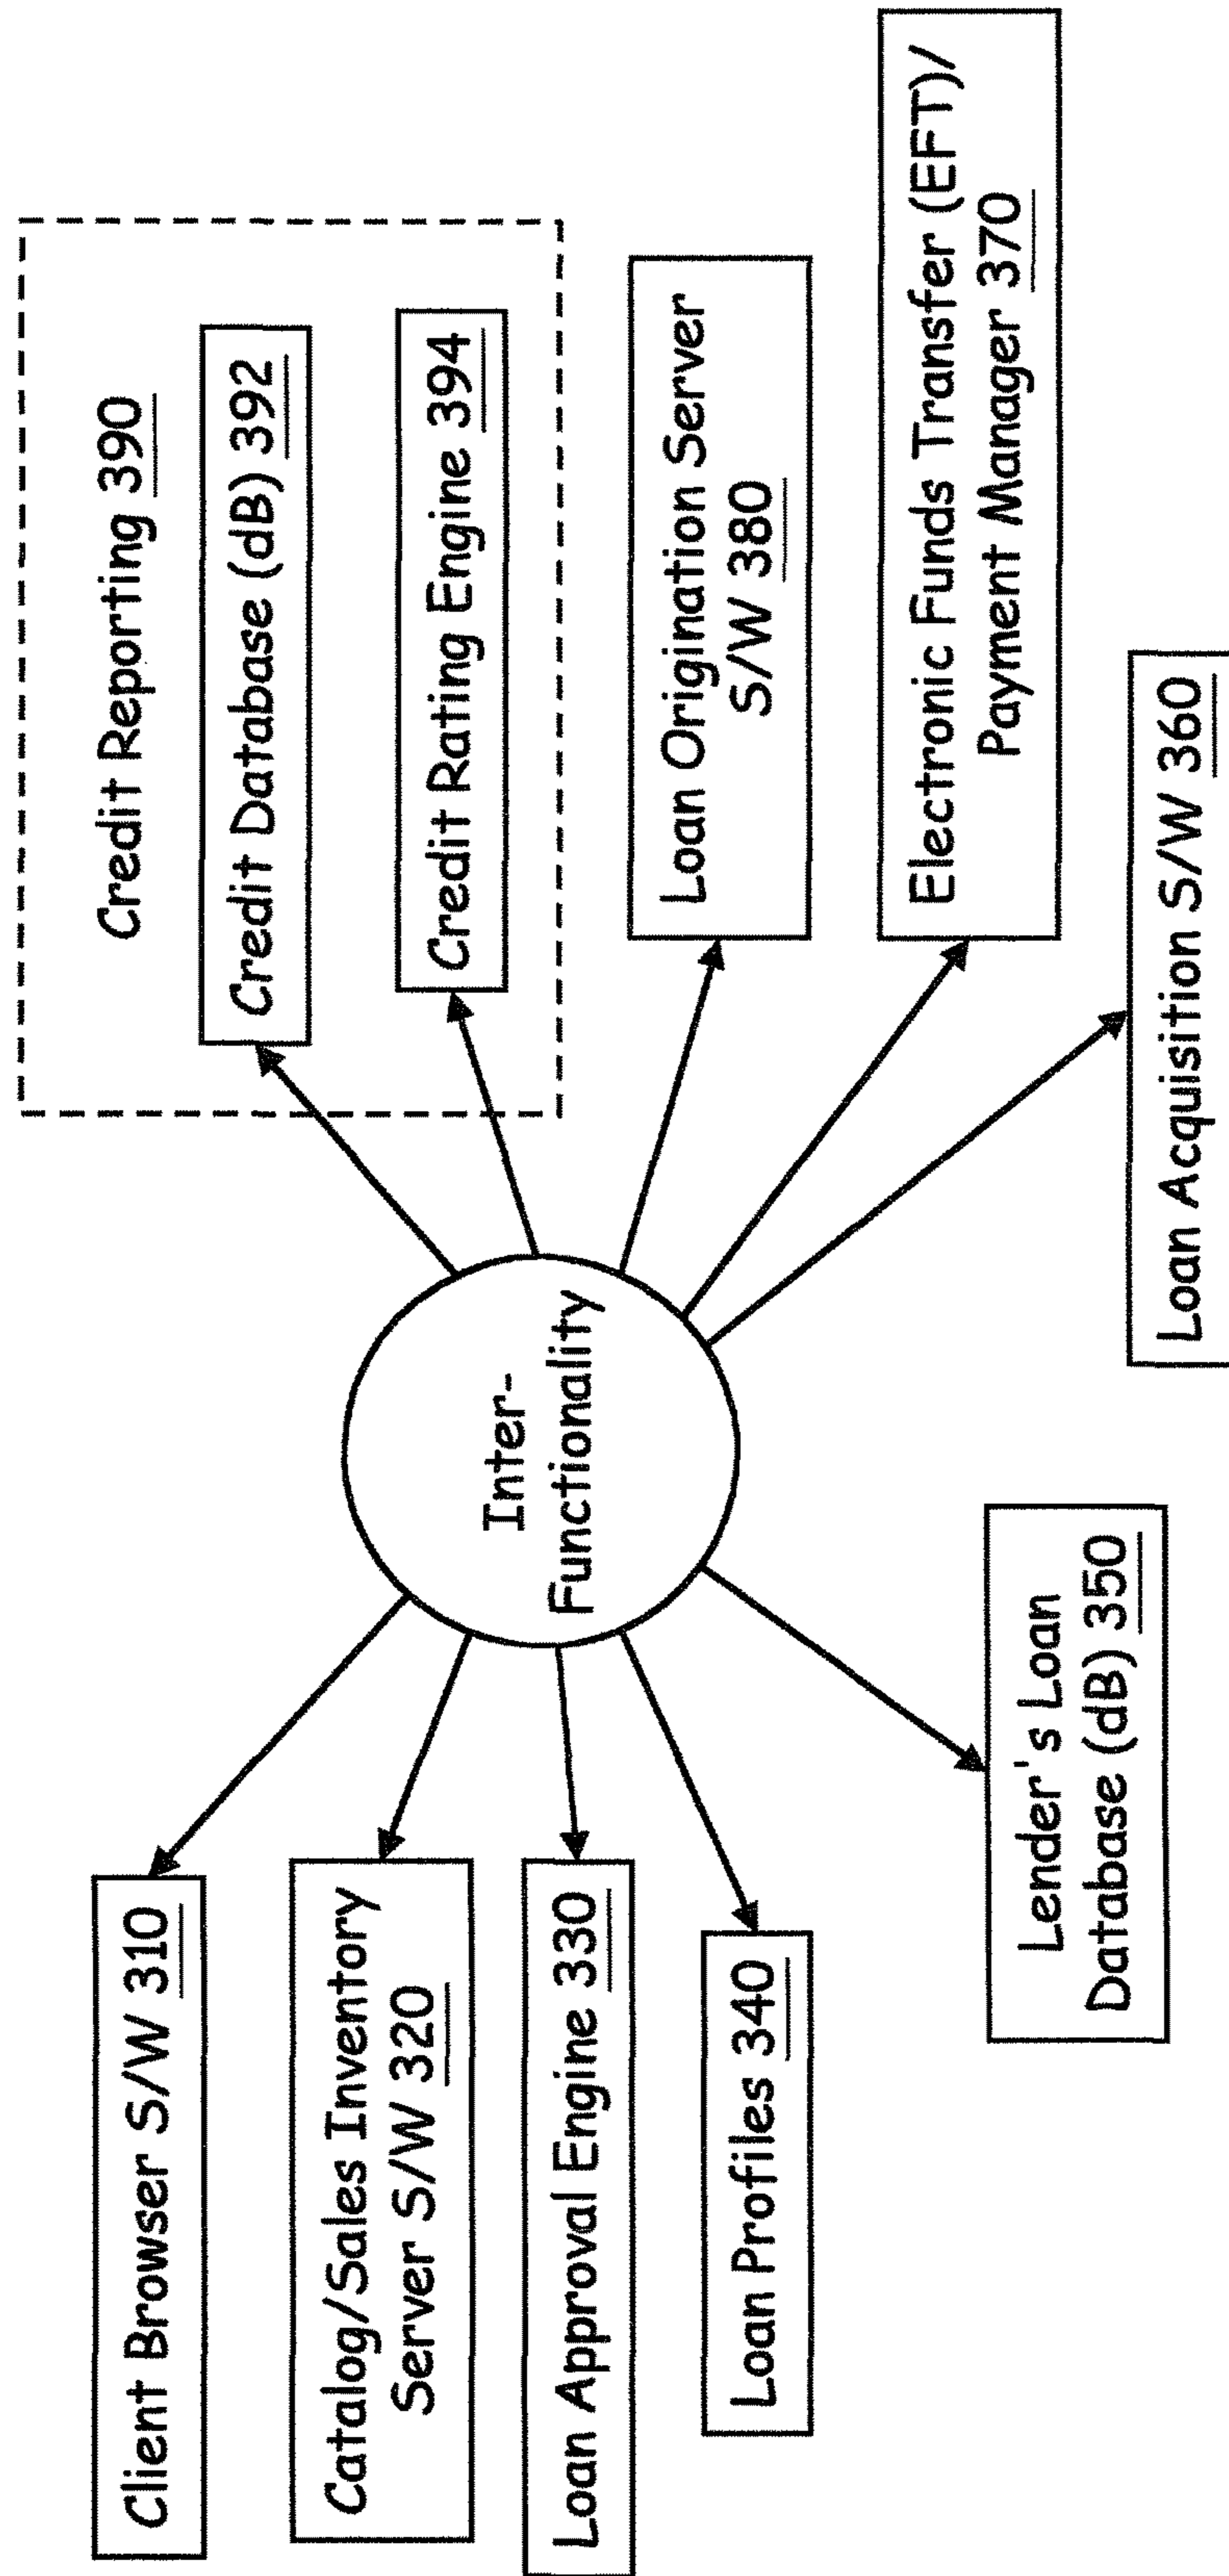 Client Browser S/W 310
Catalog/Sales Inventory
Server S/W 320
Loan Approval Engine 330
Loan Profiles 340
Lender's Loan
Database (dB) 350
Inter-
Functionality
Credit Reporting 390
Credit Database (dB) 392
Credit Rating Engine 394
Loan Origination Server
S/W 380
Electronic Funds Transfer (EFT)/
Payment Manager 370
Loan Acquisition S/W 360